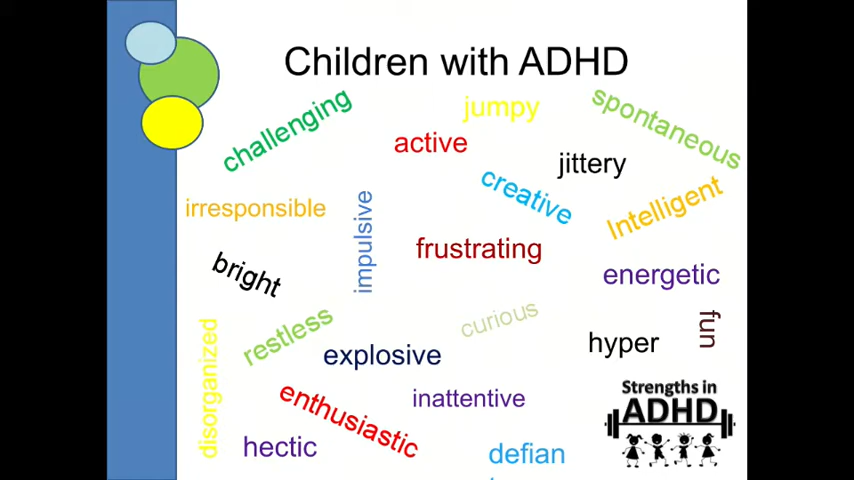 Children with ADHD
challenging
jumpy
spontaneous
active
jittery
creative
irresponsible
impulsive
Intelligent
frustrating
bright
energetic
restless
curious
fun
disorganized
explosive
hyper
enthusiastic
inattentive
Strengths in
ADHD
hectic
defian